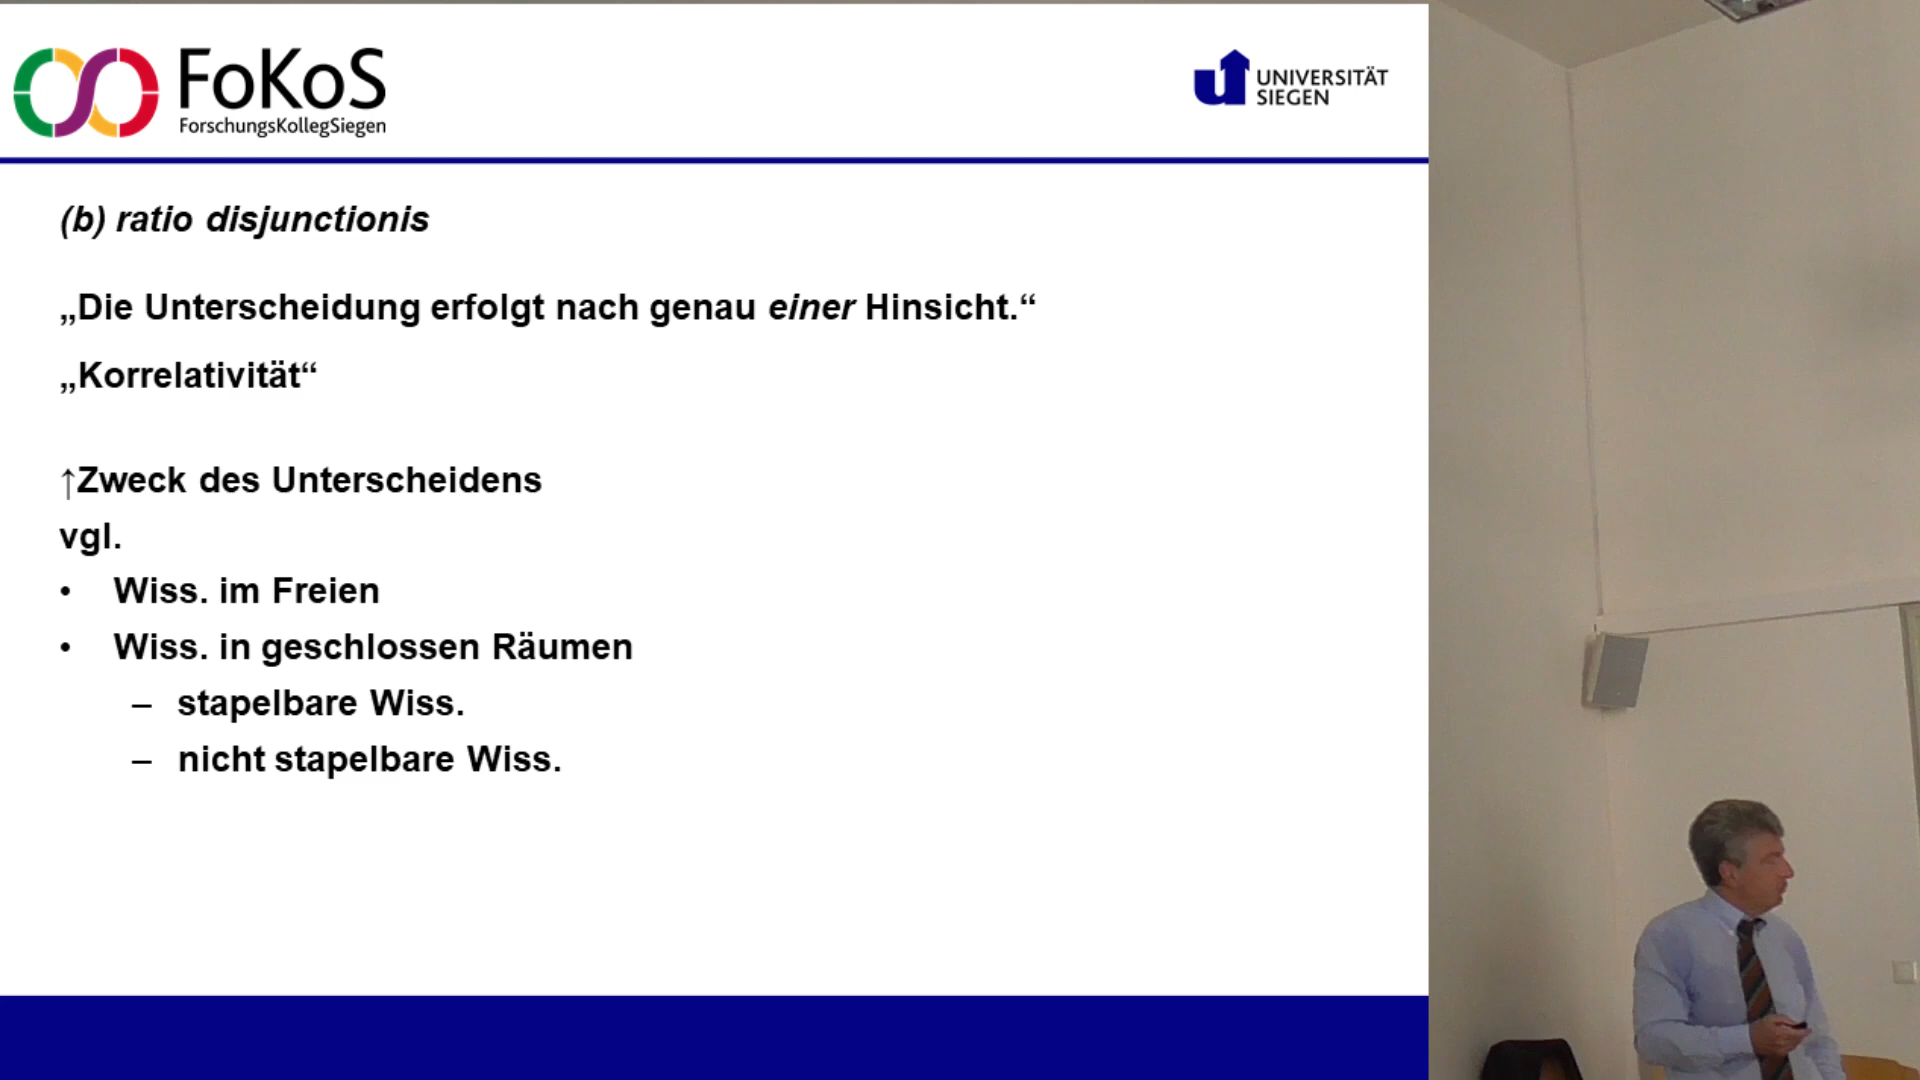 FoKoS
ForschungsKollegSiegen
UNIVERSITÄT
SIEGEN
(b) ratio disjunctionis
„Die Unterscheidung erfolgt nach genau einer Hinsicht.“
„Korrelativität“
↑Zweck des Unterscheidens
vgl.
• Wiss. im Freien
• Wiss. in geschlossen Räumen
– stapelbare Wiss.
– nicht stapelbare Wiss.